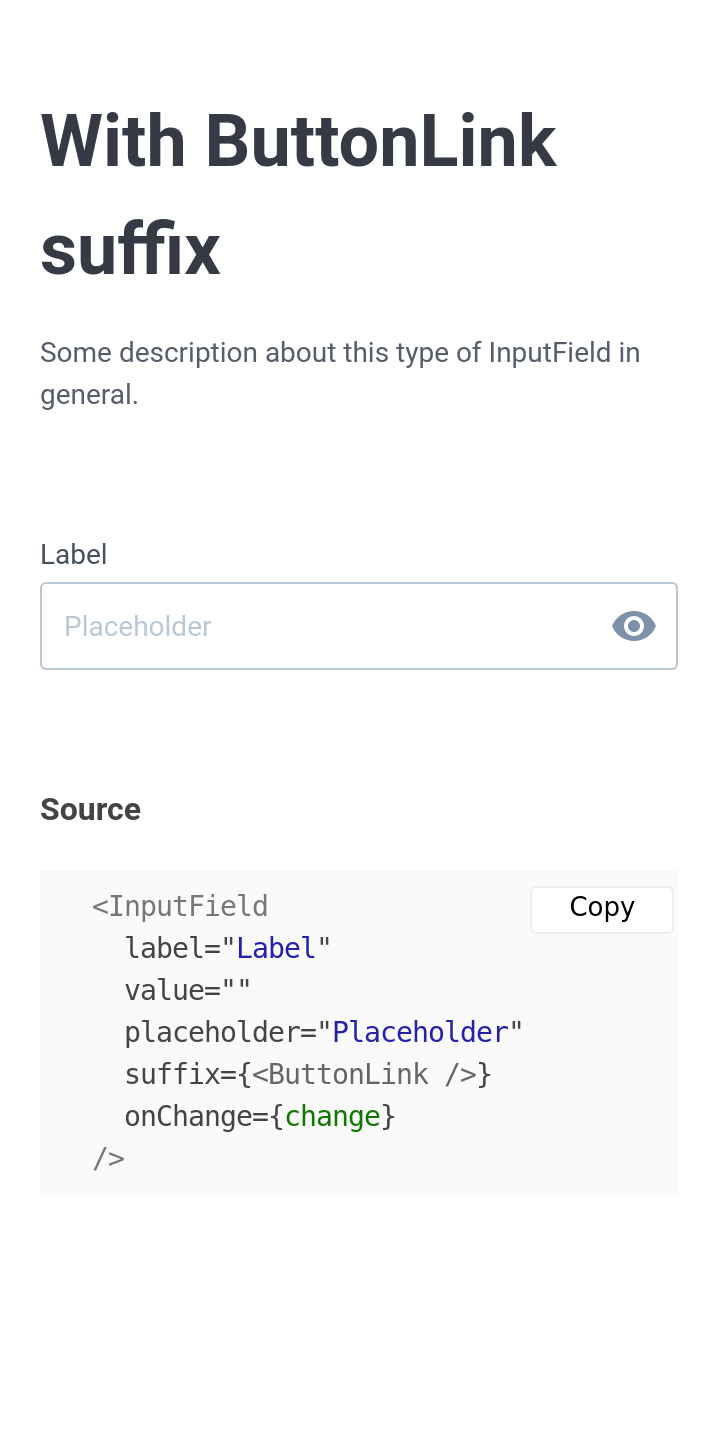 With ButtonLink
suffix
Some description about this type of InputField in
general.
Label
Placeholder
Source
Copy
<InputField
label="Label"
value=""
placeholder="Placeholder"
suffix={<ButtonLink />}
onChange={change}
/>